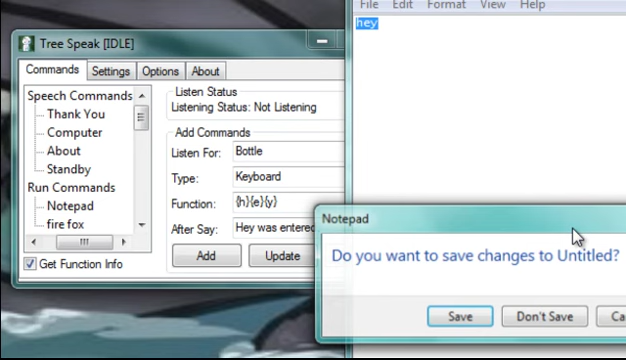 File Edit Format View Help
hey
Tree Speak [IDLE]
Commands Settings Options About
Speech Commands
Thank You
Computer
About
Standby
Run Commands
Notepad
fire fox
Get Function Info
Listen Status
Listening Status: Not Listening
Add Commands
Listen For: Bottle
Type: Keyboard
Function: {h}{e}{y}
After Say: Hey was entered
Add Update
Notepad
Do you want to save changes to Untitled?
Save Don't Save Ca